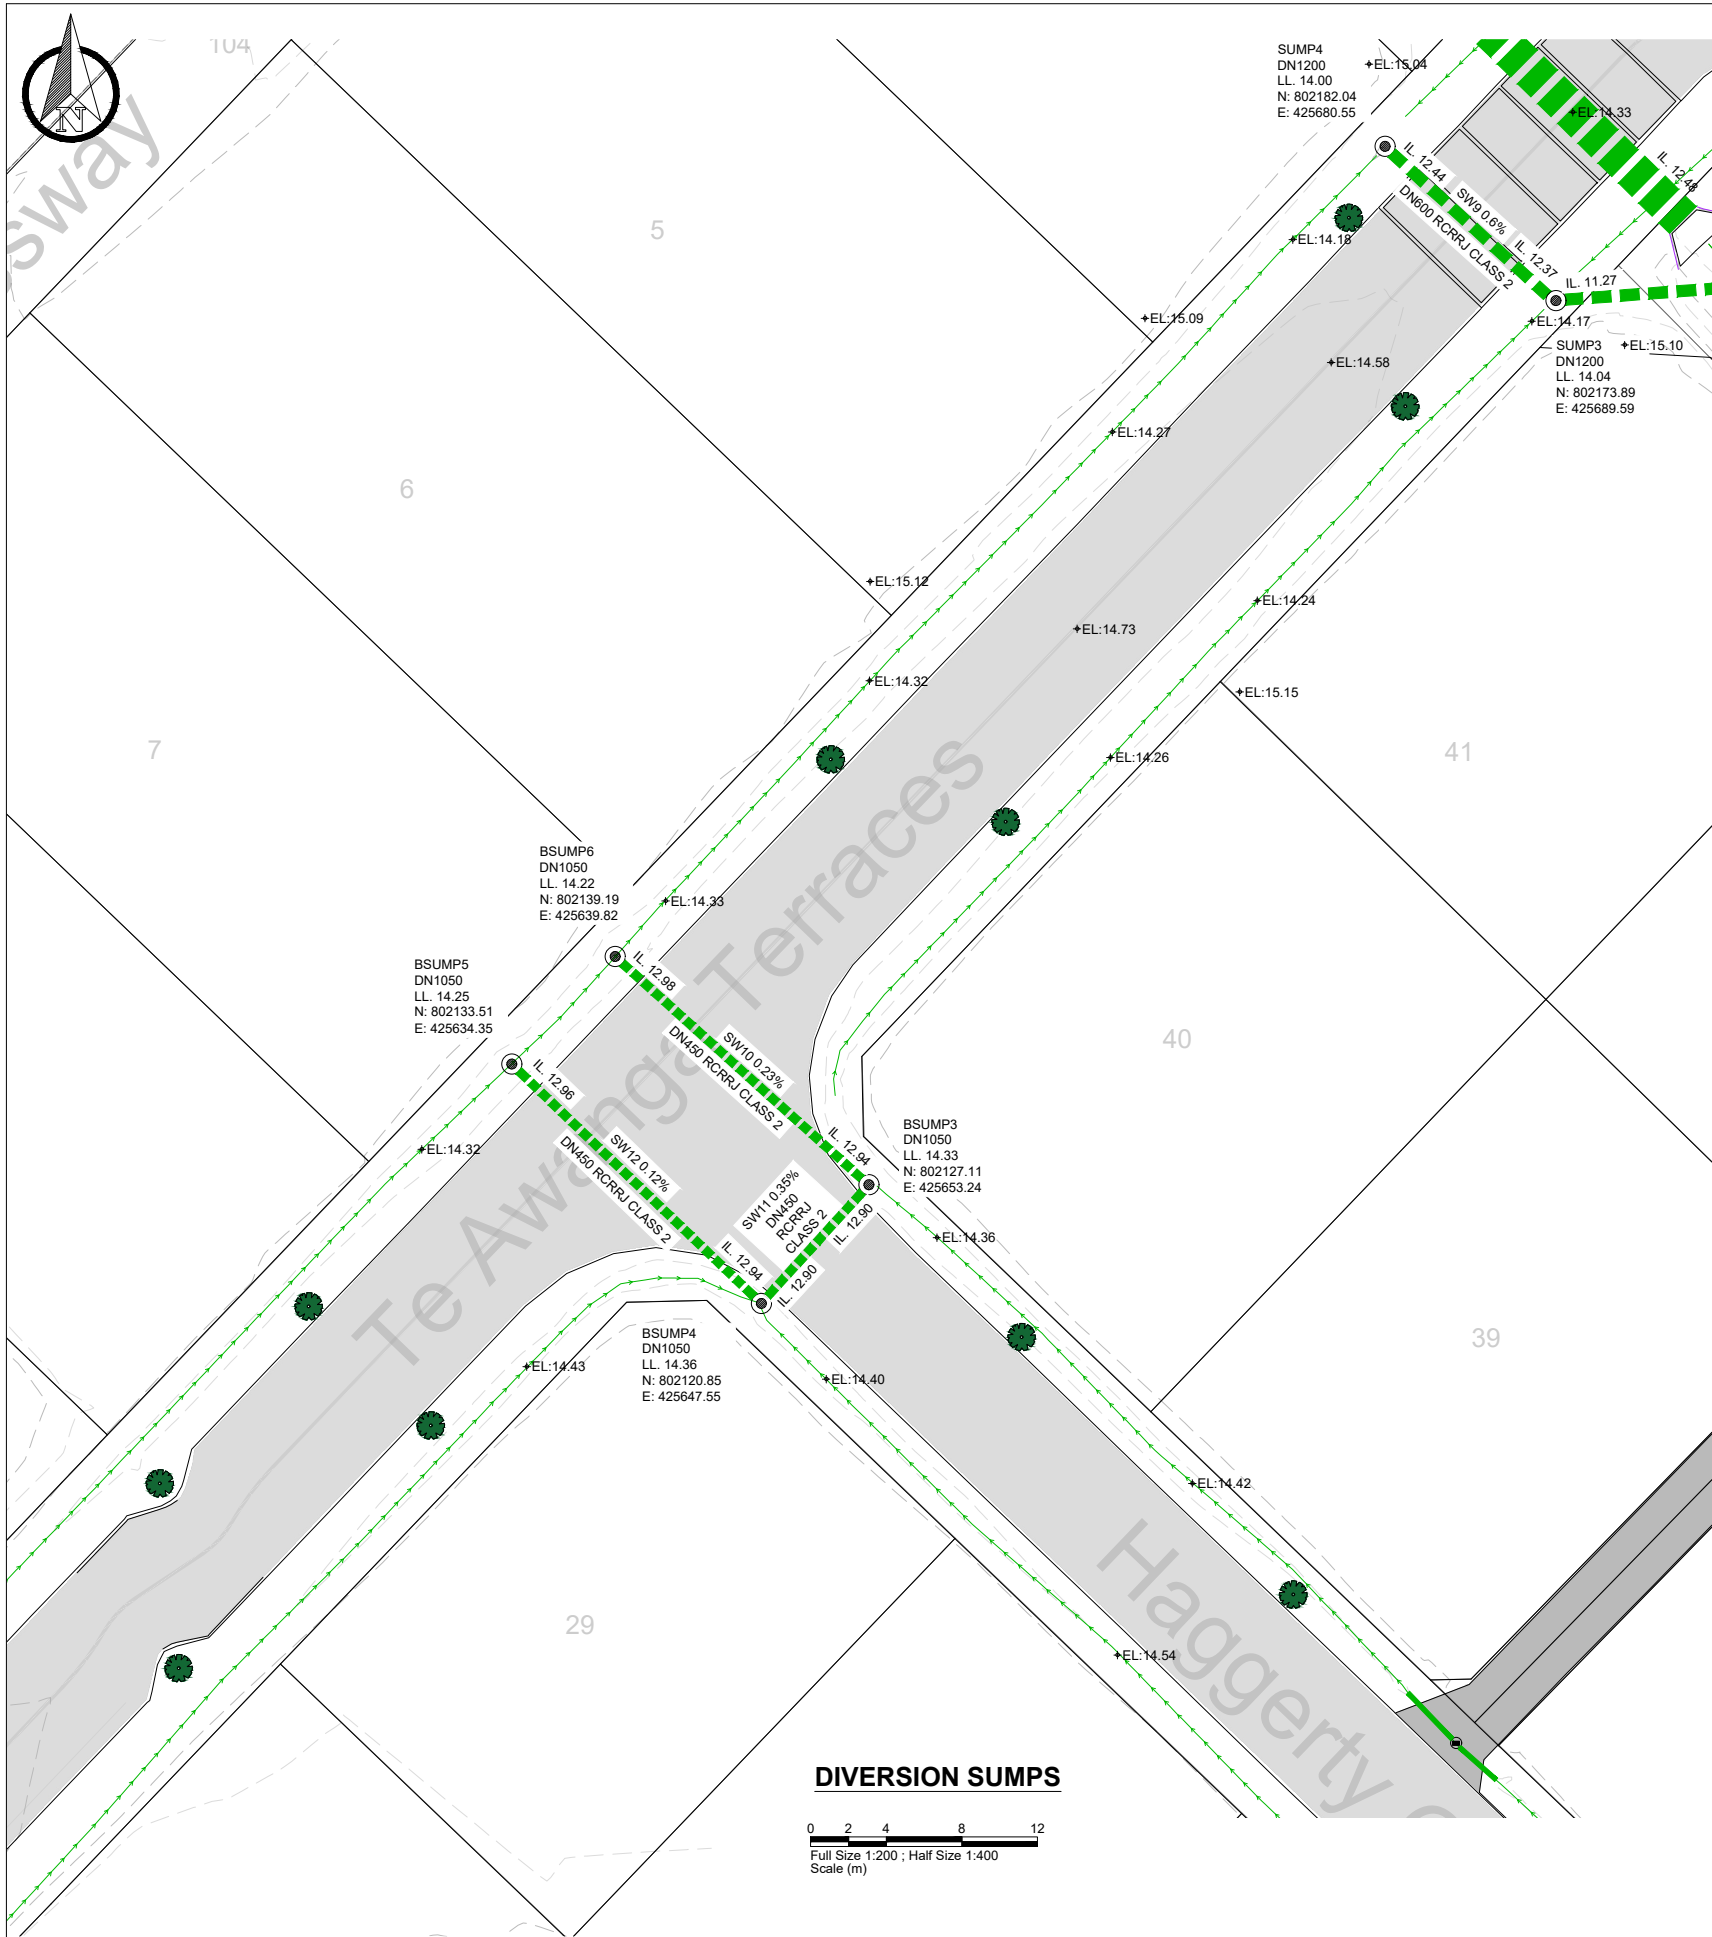 104
N
SUMP4
DN1200
LL. 14.00
N: 802182.04
E: 425680.55
EL:15.04
EL:14.33
IL. 12.48
IL. 12.44
SW9 0.6%
IL. 12.37
DN600 RCRRJ CLASS 2
IL. 11.27
EL:14.17
SUMP3
DN1200
LL. 14.04
N: 802173.89
E: 425689.59
EL:15.10
sway
5
EL:14.18
EL:15.09
EL:14.58
EL:14.27
6
EL:15.12
EL:14.24
EL:14.73
EL:14.32
EL:15.15
7
41
EL:14.26
Te Awanga Terraces
BSUMP6
DN1050
LL. 14.22
N: 802139.19
E: 425639.82
EL:14.33
BSUMP5
DN1050
LL. 14.25
N: 802133.51
E: 425634.35
IL. 12.98
SW10 0.23%
DN450 RCRRJ CLASS 2
IL. 12.94
40
IL. 12.96
SW12 0.12%
DN450 RCRRJ CLASS 2
IL. 12.94
EL:14.32
BSUMP3
DN1050
LL. 14.33
N: 802127.11
E: 425653.24
SW11 0.35%
DN450
RCRRJ
CLASS 2
IL. 12.90
IL. 12.90
EL:14.36
BSUMP4
DN1050
LL. 14.36
N: 802120.85
E: 425647.55
EL:14.43
EL:14.40
39
EL:14.42
29
EL:14.54
Haggerty
DIVERSION SUMPS
0 2 4 8 12
Full Size 1:200 ; Half Size 1:400
Scale (m)